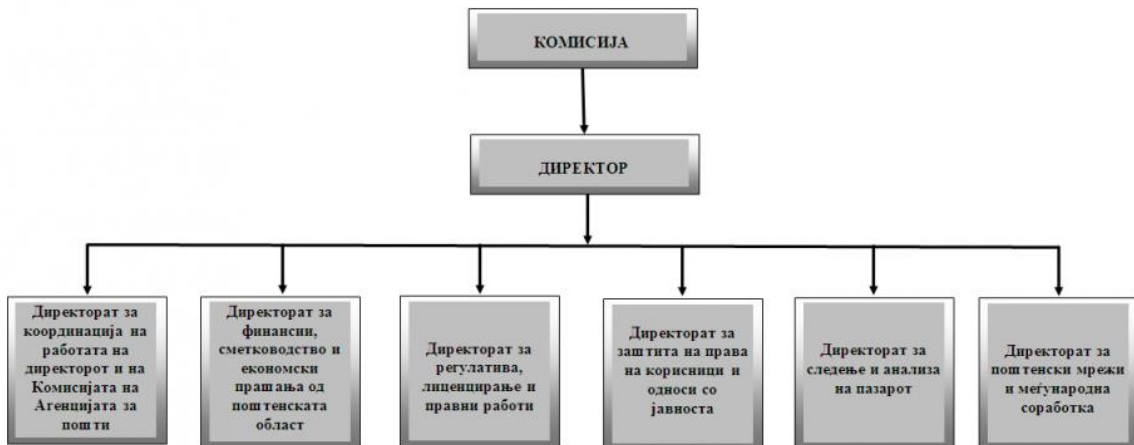 КОМИСИЈА
ДИРЕКТОР
Директорат за
координација на
работата на
директорот и на
Комисијата на
Агенцијата за
пошти
Директорат за
финансии,
сметководство и
економски
прашања од
поштенската
област
Директорат за
регулатива,
лиценцирање и
правни работи
Директорат за
заштита на права
на корисници и
односи со
јавноста
Директорат за
следење и анализа
на пазарот
Директорат за
поштенски мрежи
и меѓународна
соработка